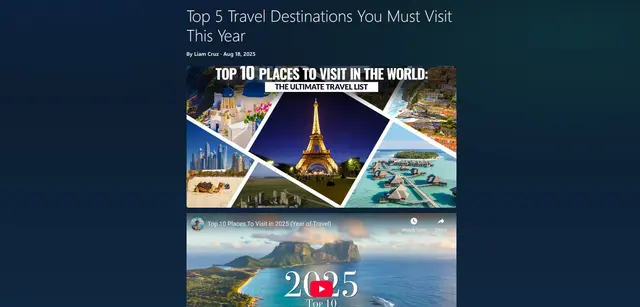 Top 5 Travel Destinations You Must Visit
This Year
By Liam Cruz · Aug 18, 2025
TOP 10 PLACES TO VISIT IN THE WORLD:
THE ULTIMATE TRAVEL LIST
Top 10 Places To Visit in 2025 (Year of Travel)
Watch later
Share
2025
Top 10